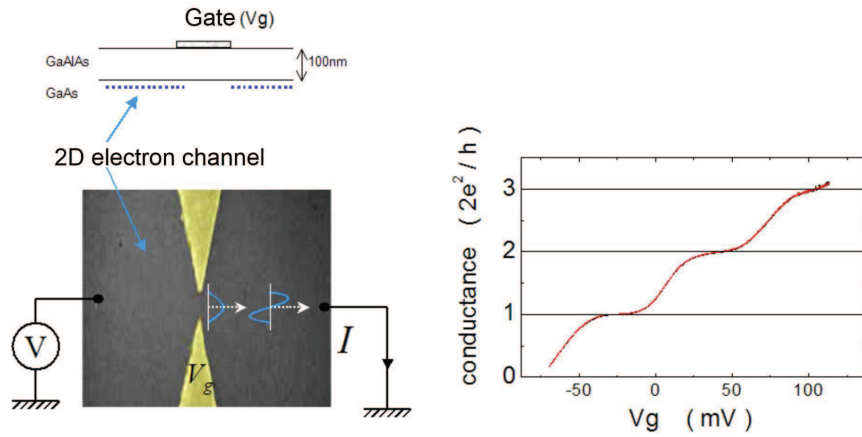 Gate (Vg)
GaAlAs
100nm
GaAs
2D electron channel
V
I
Vg
conductance ( 2e² / h )
3
2
1
0
-50 0 50 100
Vg ( mV )